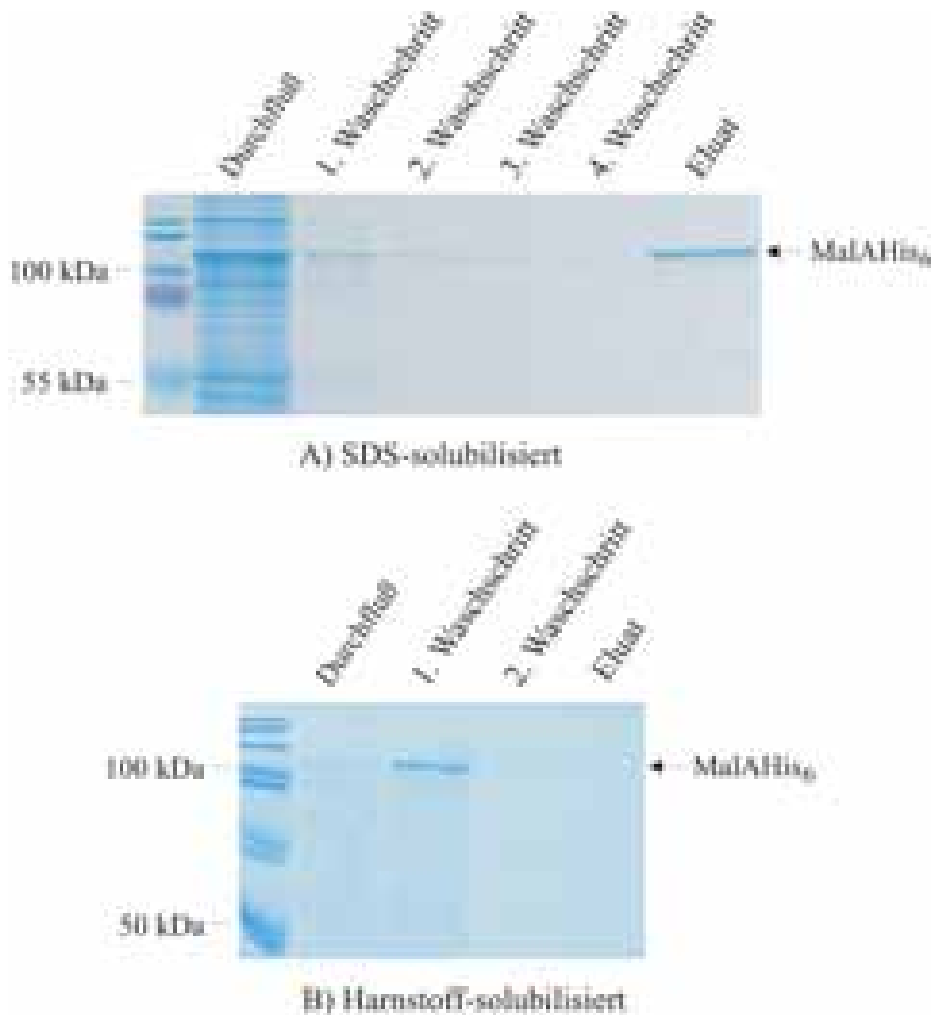 Durchfluß
1. Waschschritt
2. Waschschritt
3. Waschschritt
4. Waschschritt
Eluat
100 kDa
MalAHis₆
55 kDa
A) SDS-solubilisiert
Durchfluß
1. Waschschritt
2. Waschschritt
Eluat
100 kDa
MalAHis₆
50 kDa
B) Harnstoff-solubilisiert